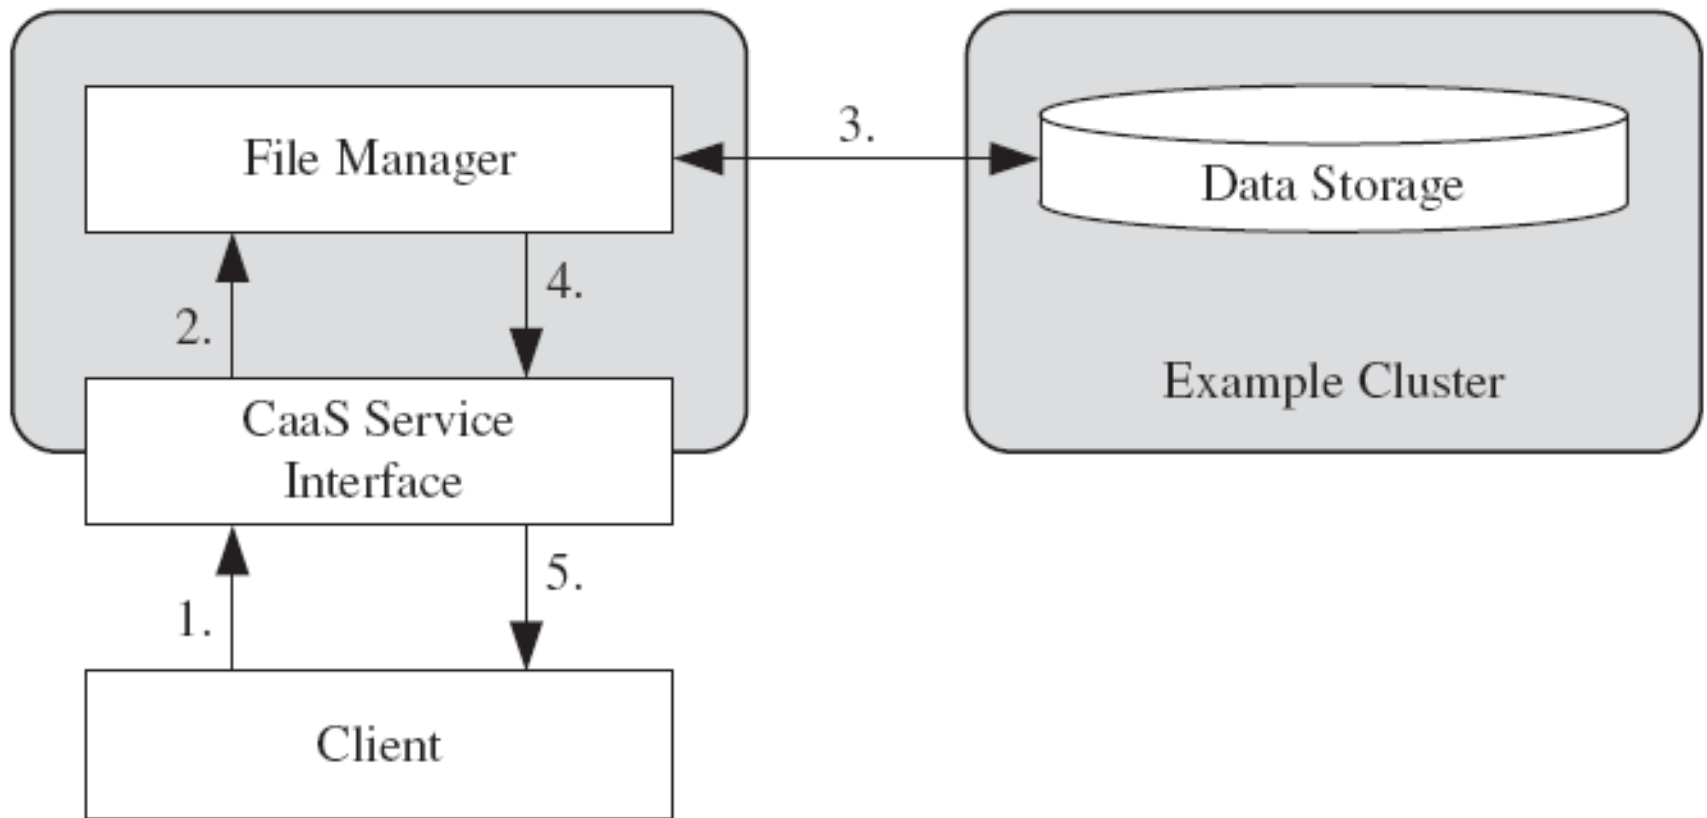 File Manager
3.
Data Storage
4.
2.
Example Cluster
CaaS Service
Interface
5.
1.
Client